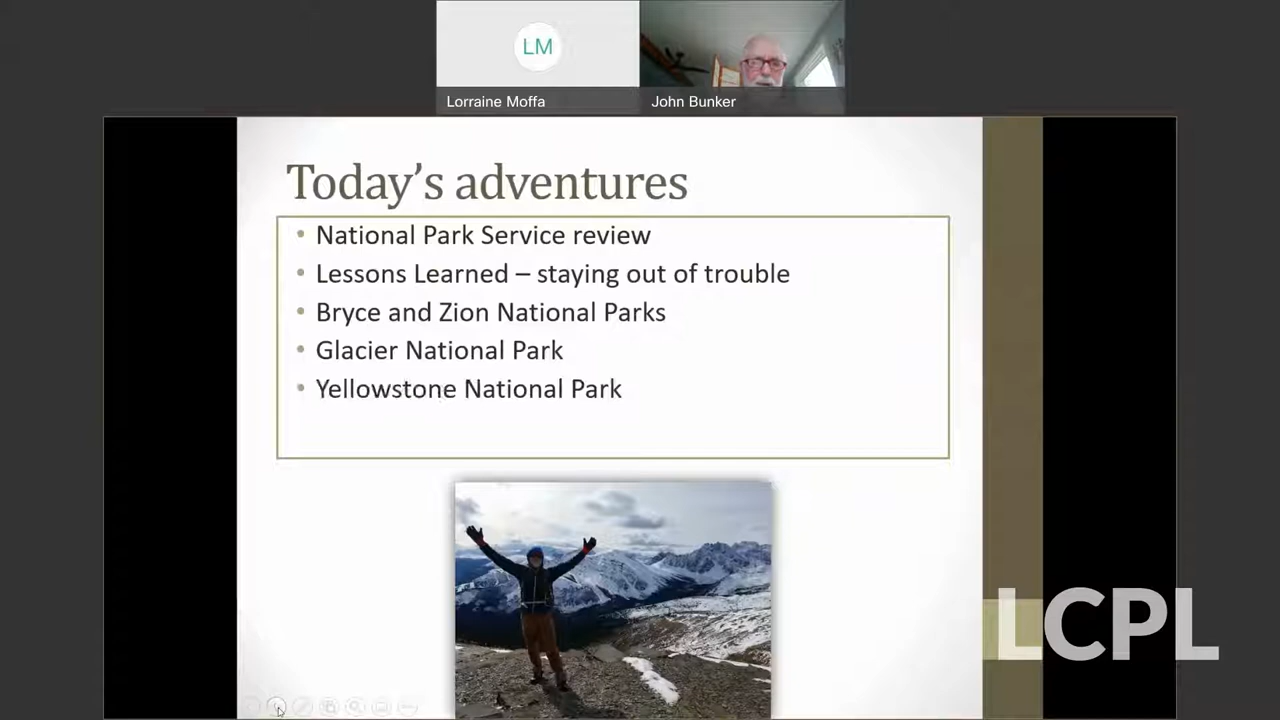 LM
Lorraine Moffa
John Bunker
Today's adventures
• National Park Service review
• Lessons Learned – staying out of trouble
• Bryce and Zion National Parks
• Glacier National Park
• Yellowstone National Park
LCPL